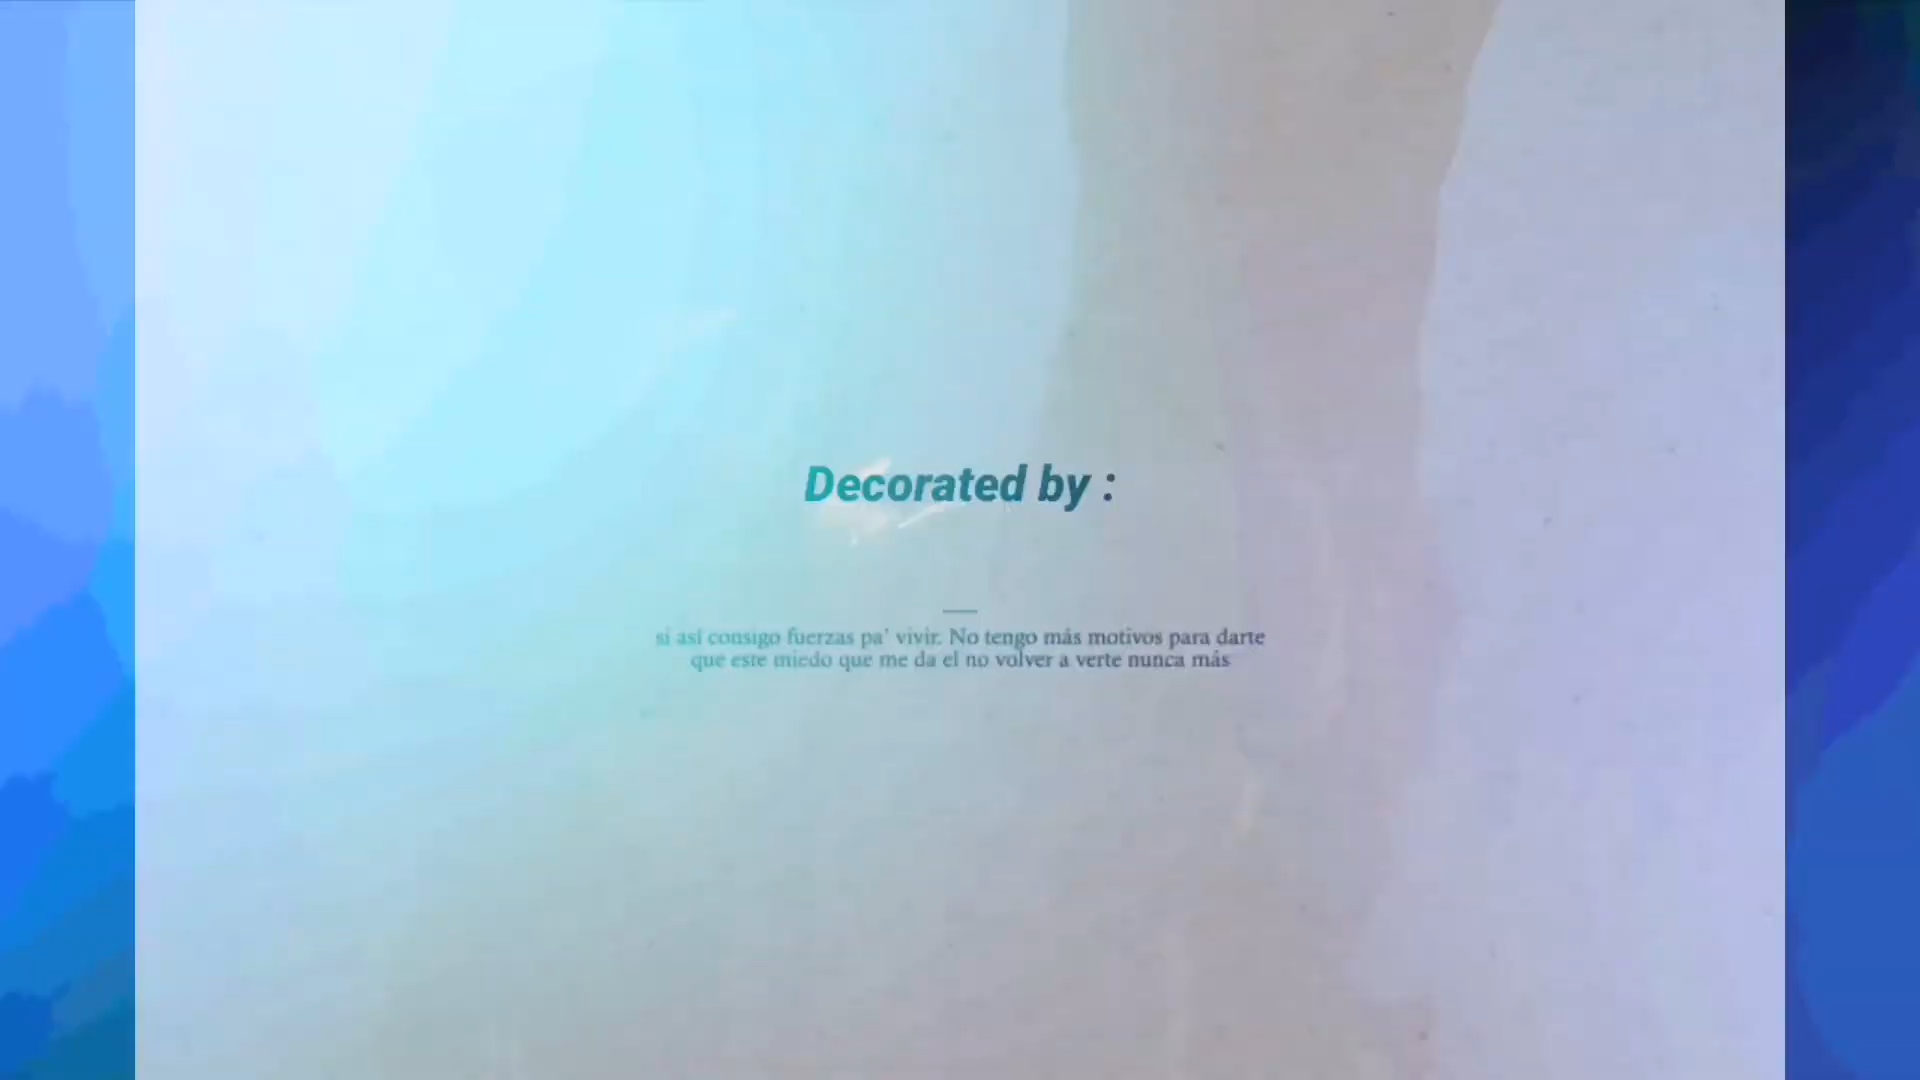 Decorated by :
si así consigo fuerzas pa’ vivir. No tengo más motivos para darte
que este miedo que me da el no volver a verte nunca más